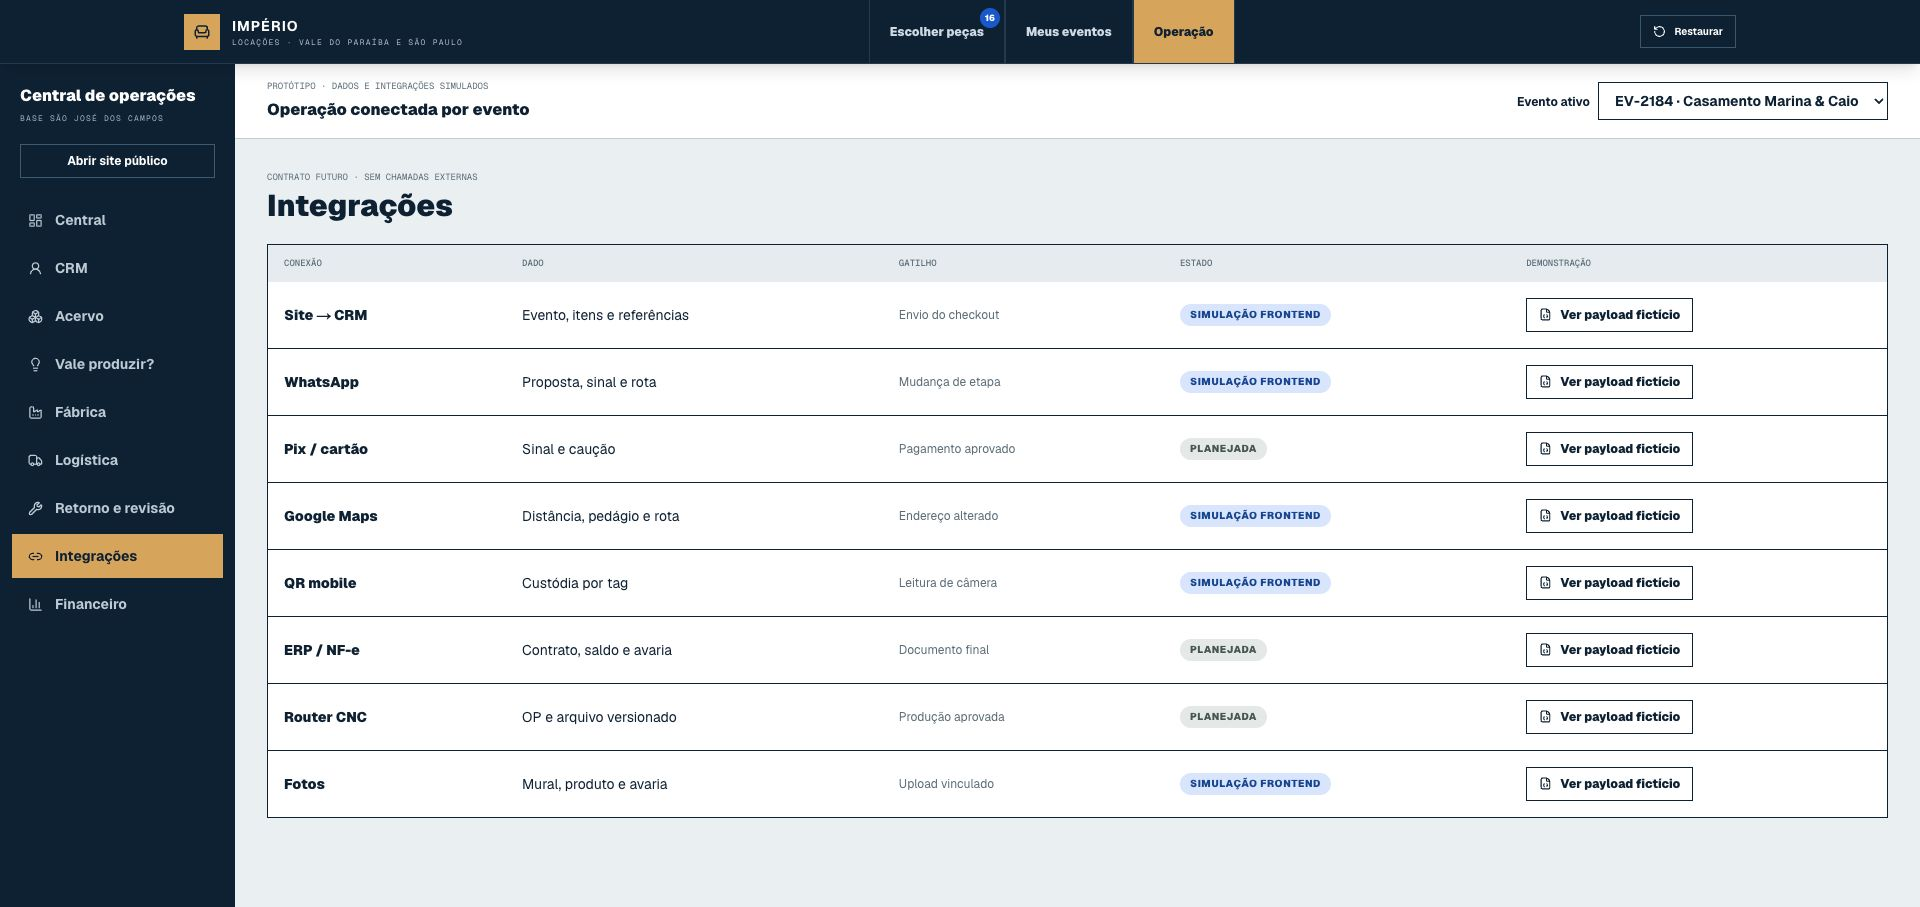 IMPÉRIO
LOCAÇÕES · VALE DO PARAÍBA E SÃO PAULO
Escolher peças
16
Meus eventos
Operação
Restaurar
Central de operações
BASE SÃO JOSÉ DOS CAMPOS
Abrir site público
Central
CRM
Acervo
Vale produzir?
Fábrica
Logística
Retorno e revisão
Integrações
Financeiro
PROTÓTIPO · DADOS E INTEGRAÇÕES SIMULADOS
Operação conectada por evento
Evento ativo
EV-2184 · Casamento Marina & Caio
CONTRATO FUTURO · SEM CHAMADAS EXTERNAS
Integrações
CONEXÃO DADO GATILHO ESTADO DEMONSTRAÇÃO
Site → CRM Evento, itens e referências Envio do checkout SIMULAÇÃO FRONTEND Ver payload fictício
WhatsApp Proposta, sinal e rota Mudança de etapa SIMULAÇÃO FRONTEND Ver payload fictício
Pix / cartão Sinal e caução Pagamento aprovado PLANEJADA Ver payload fictício
Google Maps Distância, pedágio e rota Endereço alterado SIMULAÇÃO FRONTEND Ver payload fictício
QR mobile Custódia por tag Leitura de câmera SIMULAÇÃO FRONTEND Ver payload fictício
ERP / NF-e Contrato, saldo e avaria Documento final PLANEJADA Ver payload fictício
Router CNC OP e arquivo versionado Produção aprovada PLANEJADA Ver payload fictício
Fotos Mural, produto e avaria Upload vinculado SIMULAÇÃO FRONTEND Ver payload fictício